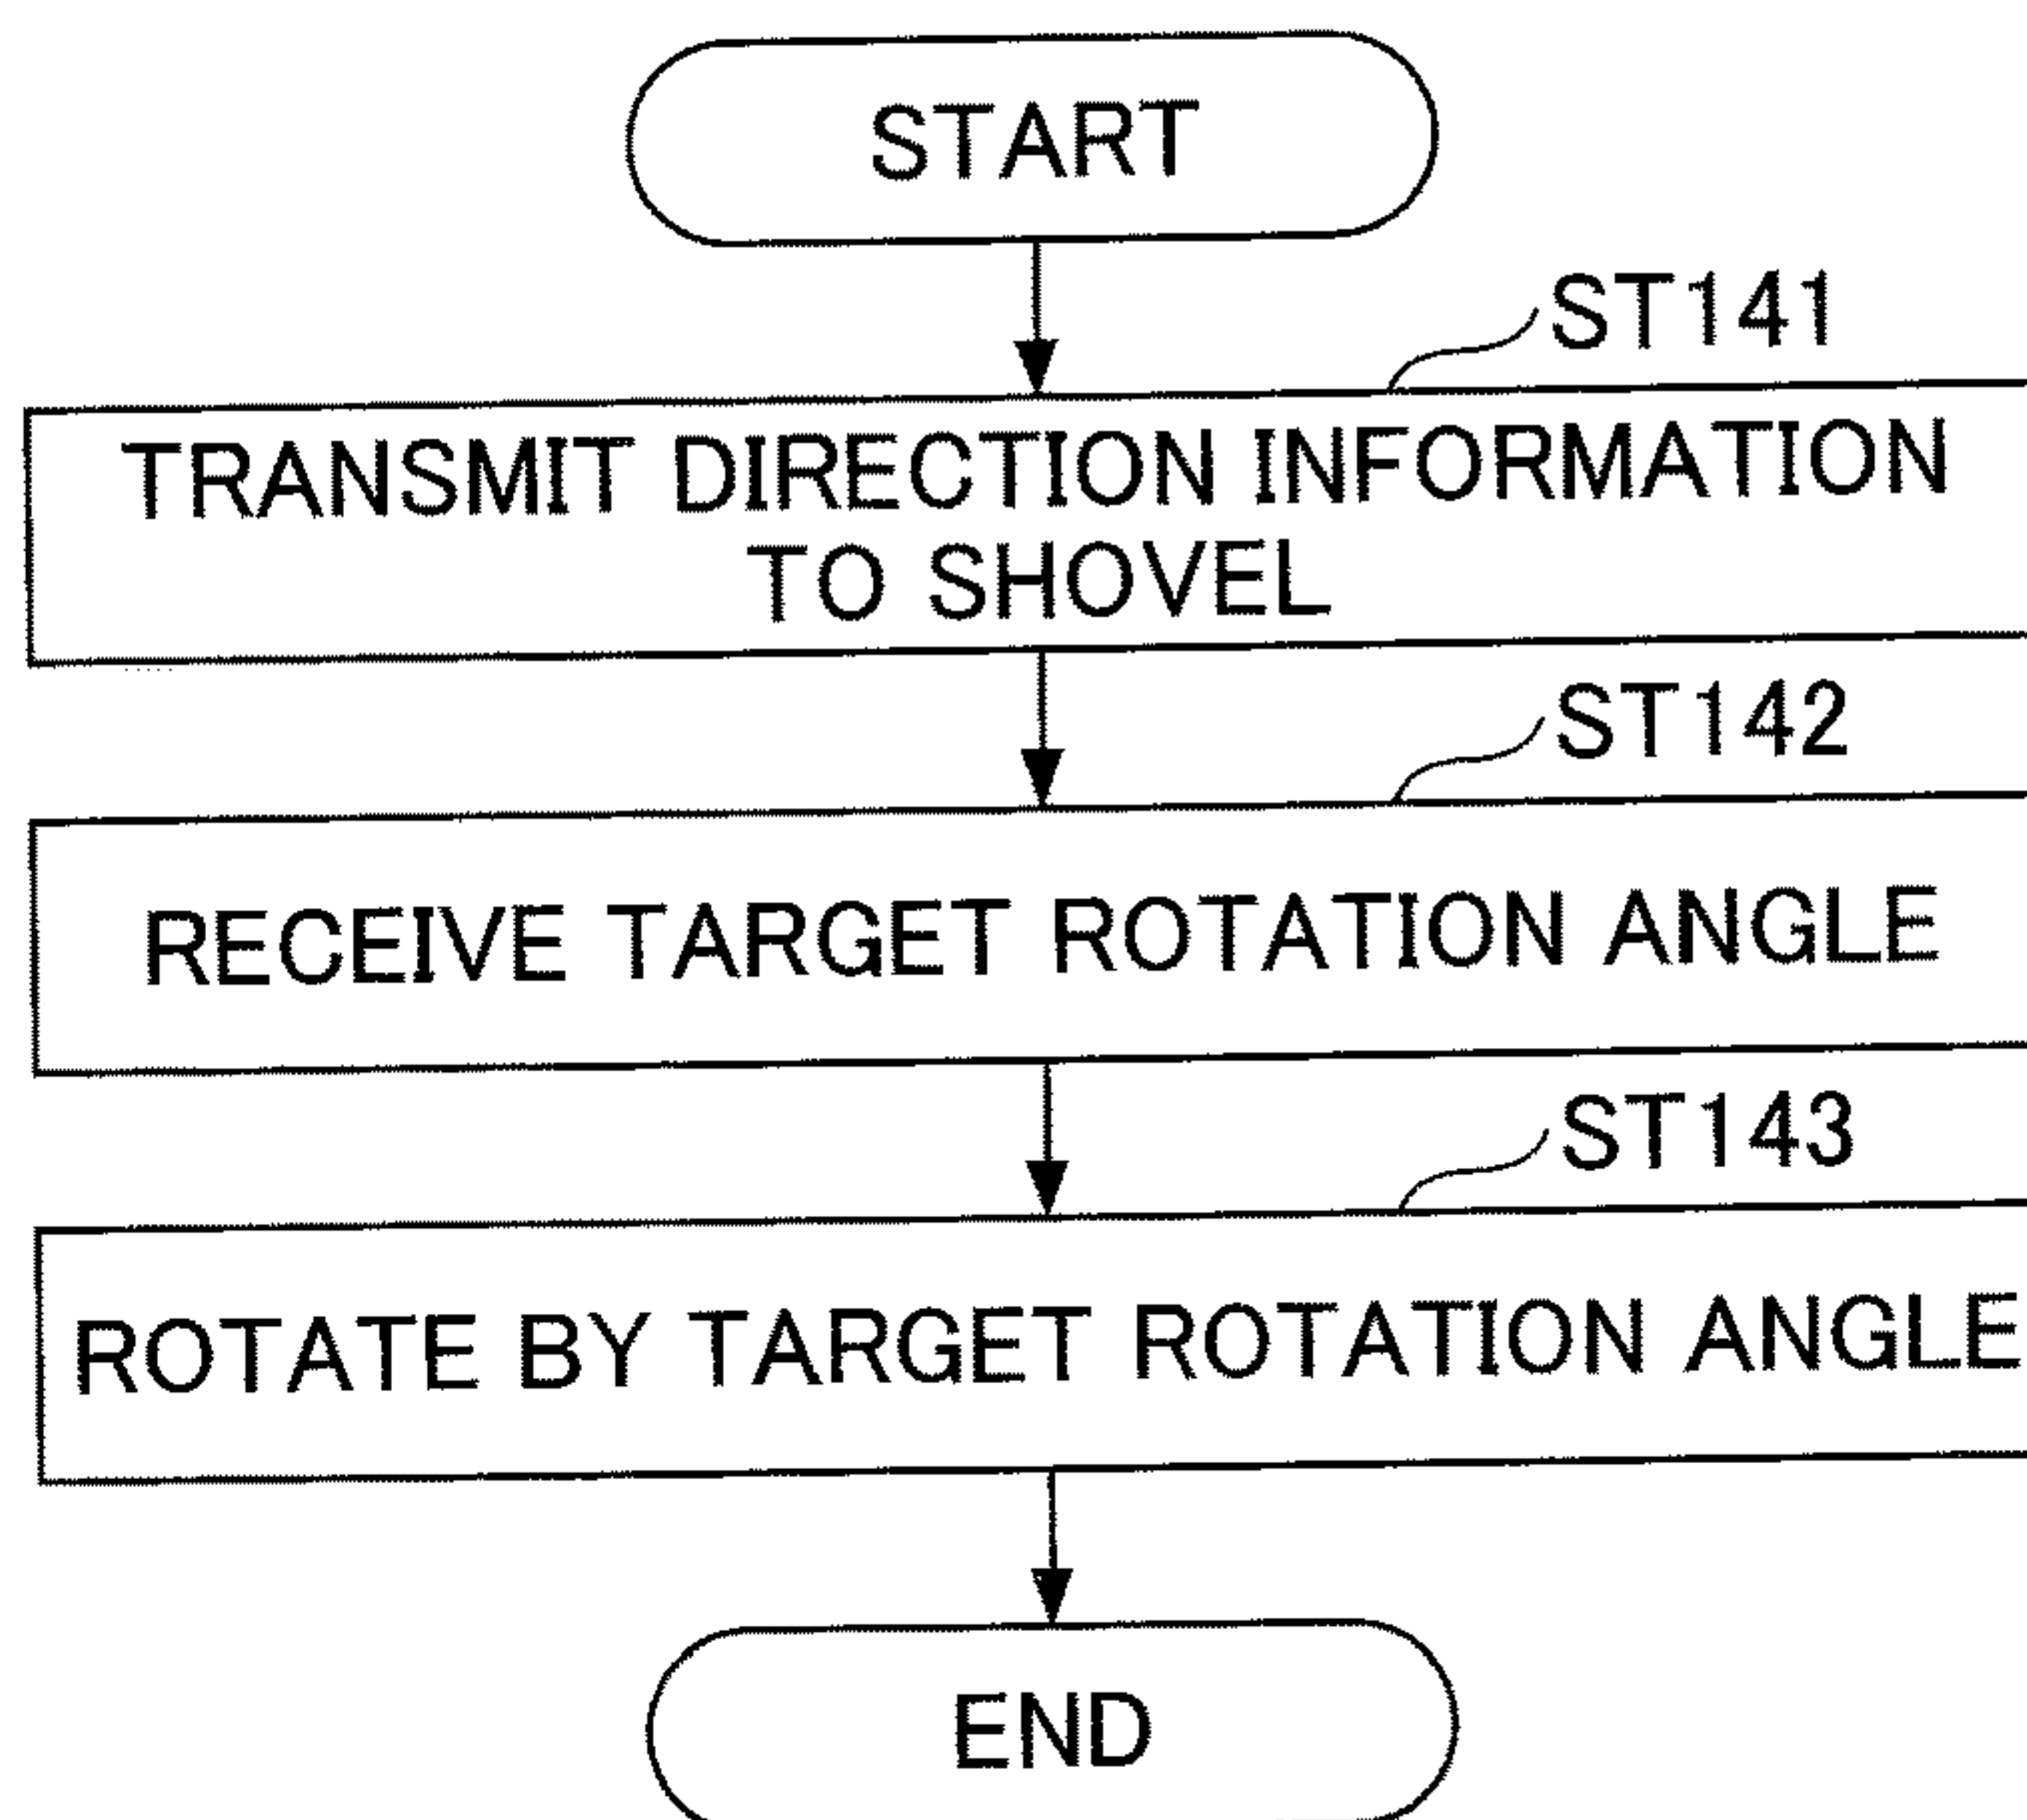 START
ST141
TRANSMIT DIRECTION INFORMATION
TO SHOVEL
ST142
RECEIVE TARGET ROTATION ANGLE
ST143
ROTATE BY TARGET ROTATION ANGLE
END